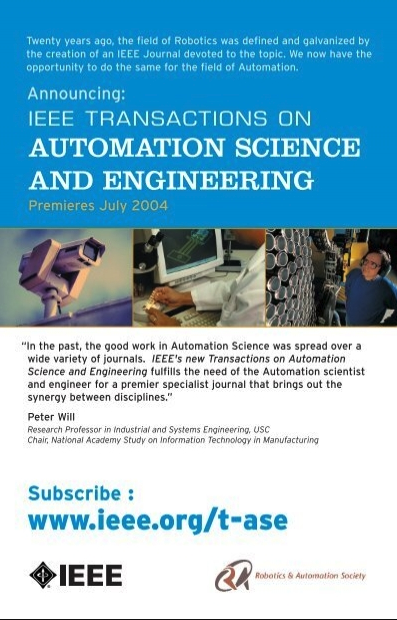 Twenty years ago, the field of Robotics was defined and galvanized by
the creation of an IEEE Journal devoted to the topic. We now have the
opportunity to do the same for the field of Automation.
Announcing:
IEEE TRANSACTIONS ON
AUTOMATION SCIENCE
AND ENGINEERING
Premieres July 2004
“In the past, the good work in Automation Science was spread over a
wide variety of journals. IEEE's new Transactions on Automation
Science and Engineering fulfills the need of the Automation scientist
and engineer for a premier specialist journal that brings out the
synergy between disciplines.”
Peter Will
Research Professor in Industrial and Systems Engineering, USC
Chair, National Academy Study on Information Technology in Manufacturing
Subscribe :
www.ieee.org/t-ase
IEEE
RA Robotics & Automation Society